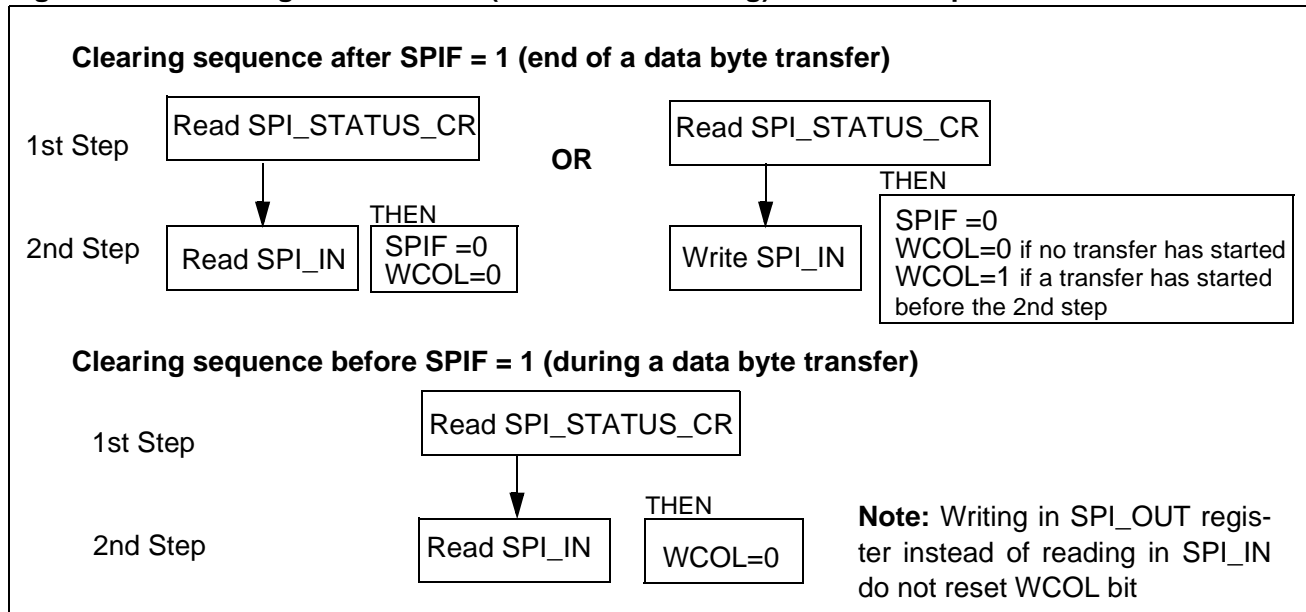 Clearing sequence after SPIF = 1 (end of a data byte transfer)
1st Step
Read SPI_STATUS_CR
OR
Read SPI_STATUS_CR
2nd Step
Read SPI_IN
THEN
SPIF =0
WCOL=0
Write SPI_IN
THEN
SPIF =0
WCOL=0 if no transfer has started
WCOL=1 if a transfer has started
before the 2nd step
Clearing sequence before SPIF = 1 (during a data byte transfer)
1st Step
Read SPI_STATUS_CR
2nd Step
Read SPI_IN
THEN
WCOL=0
Note: Writing in SPI_OUT regis-
ter instead of reading in SPI_IN
do not reset WCOL bit